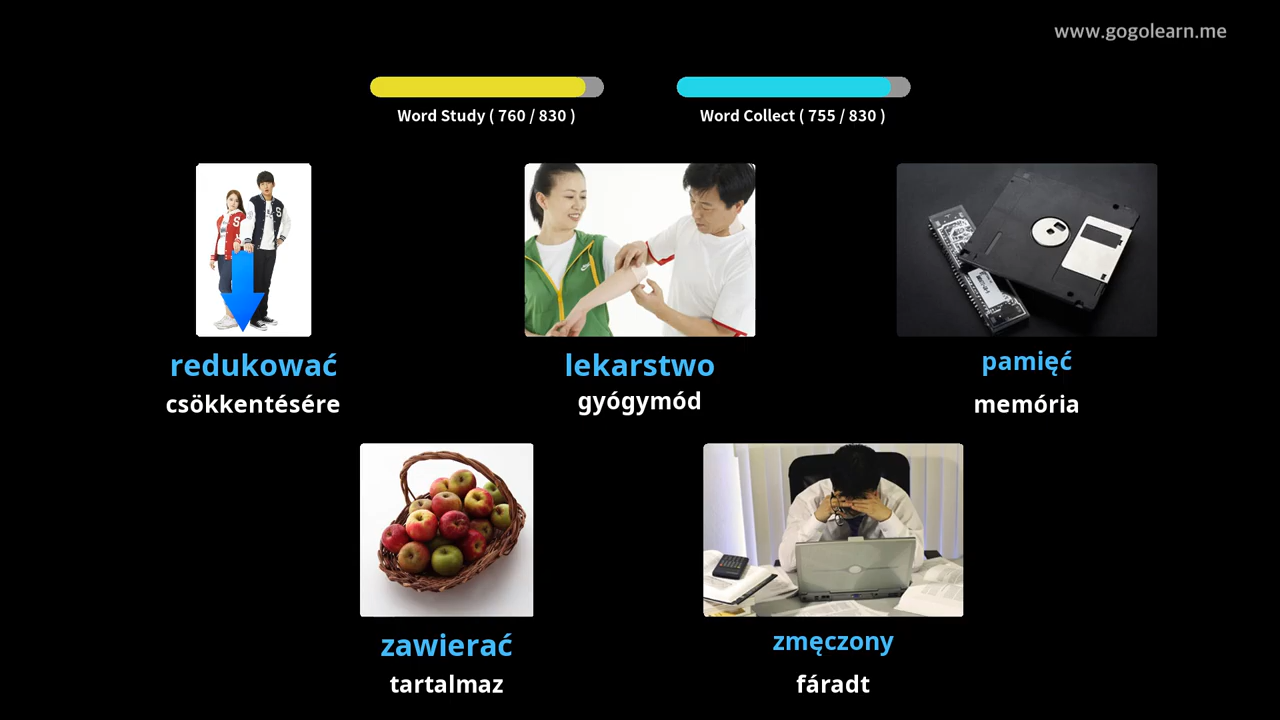 www.gogolearn.me
Word Study ( 760 / 830 )
Word Collect ( 755 / 830 )
redukować
csökkentésére
lekarstwo
gyógymód
pamięć
memória
zawierać
tartalmaz
zmęczony
fáradt